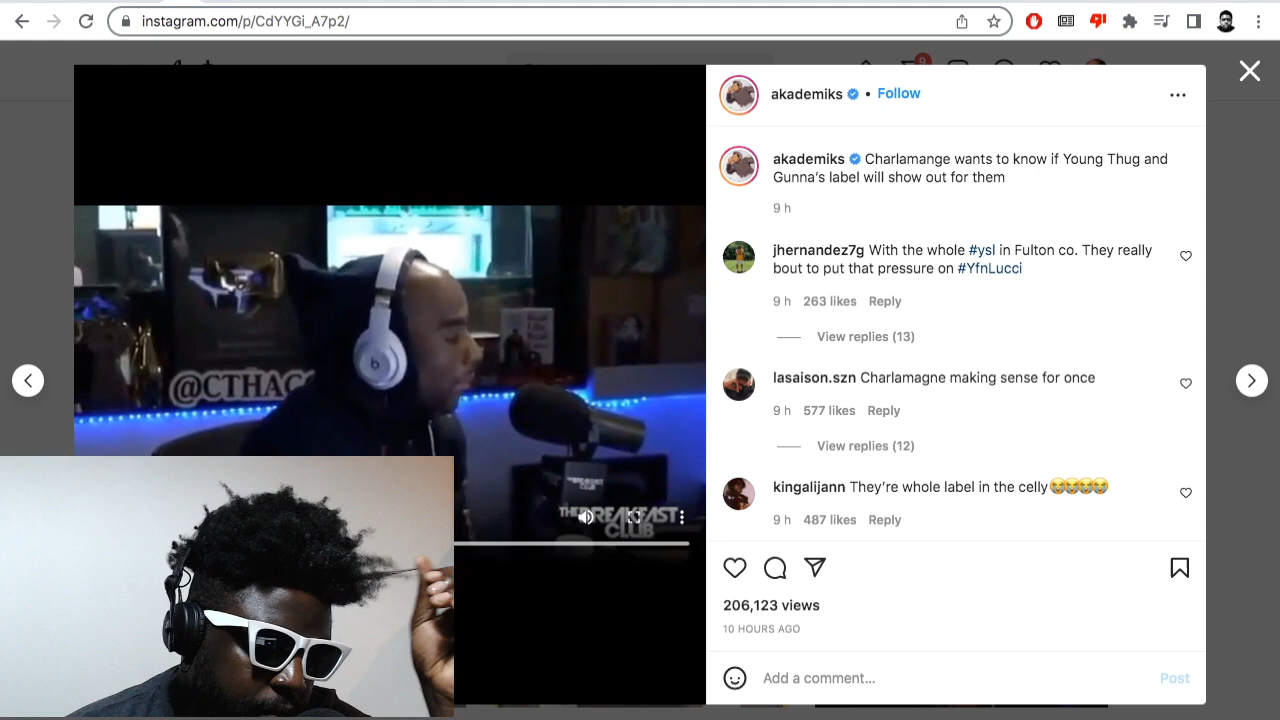 instagram.com/p/CdYYGi_A7p2/
9
akademiks • Follow
akademiks Charlamange wants to know if Young Thug and
Gunna’s label will show out for them
9 h
jhernandez7g With the whole #ysl in Fulton co. They really
bout to put that pressure on #YfnLucci
9 h 263 likes Reply
View replies (13)
lasaison.szn Charlamagne making sense for once
9 h 577 likes Reply
View replies (12)
kingalijann They’re whole label in the celly😭😭😭😭
9 h 487 likes Reply
206,123 views
10 HOURS AGO
Add a comment...
Post
@CTHAG
THE BREAKFAST
CLUB